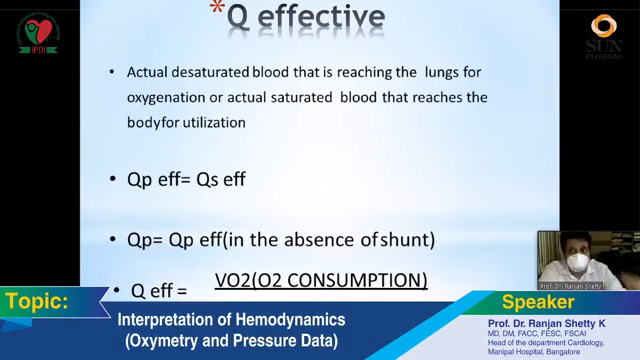 *Q effective
IPDI
SUN
PHARMA
• Actual desaturated blood that is reaching the lungs for
oxygenation or actual saturated blood that reaches the
bodyfor utilization
• Qp eff= Qs eff
• Qp= Qp eff(in the absence of shunt)
• Q eff = VO2(O2 CONSUMPTION)
Prof. Dr. Ranjan Shetty
Topic:
Interpretation of Hemodynamics
(Oxymetry and Pressure Data)
Speaker
Prof. Dr. Ranjan Shetty K
MD, DM, FACC, FESC, FSCAI
Head of the department Cardiology,
Manipal Hospital, Bangalore